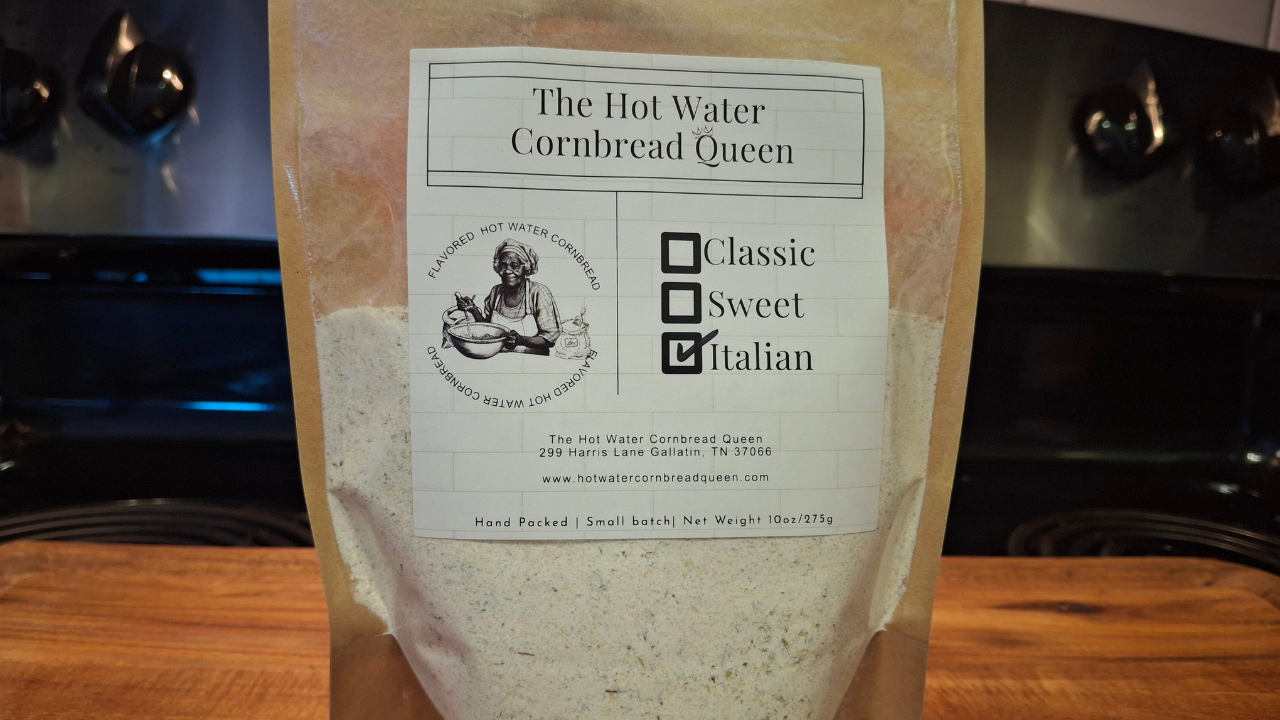 The Hot Water
Cornbread Queen
FLAVORED HOT WATER CORNBREAD
FLAVORED HOT WATER CORNBREAD
Classic
Sweet
Italian
The Hot Water Cornbread Queen
299 Harris Lane Gallatin, TN 37066
www.hotwatercornbreadqueen.com
Hand Packed | Small batch| Net Weight 10oz/275g